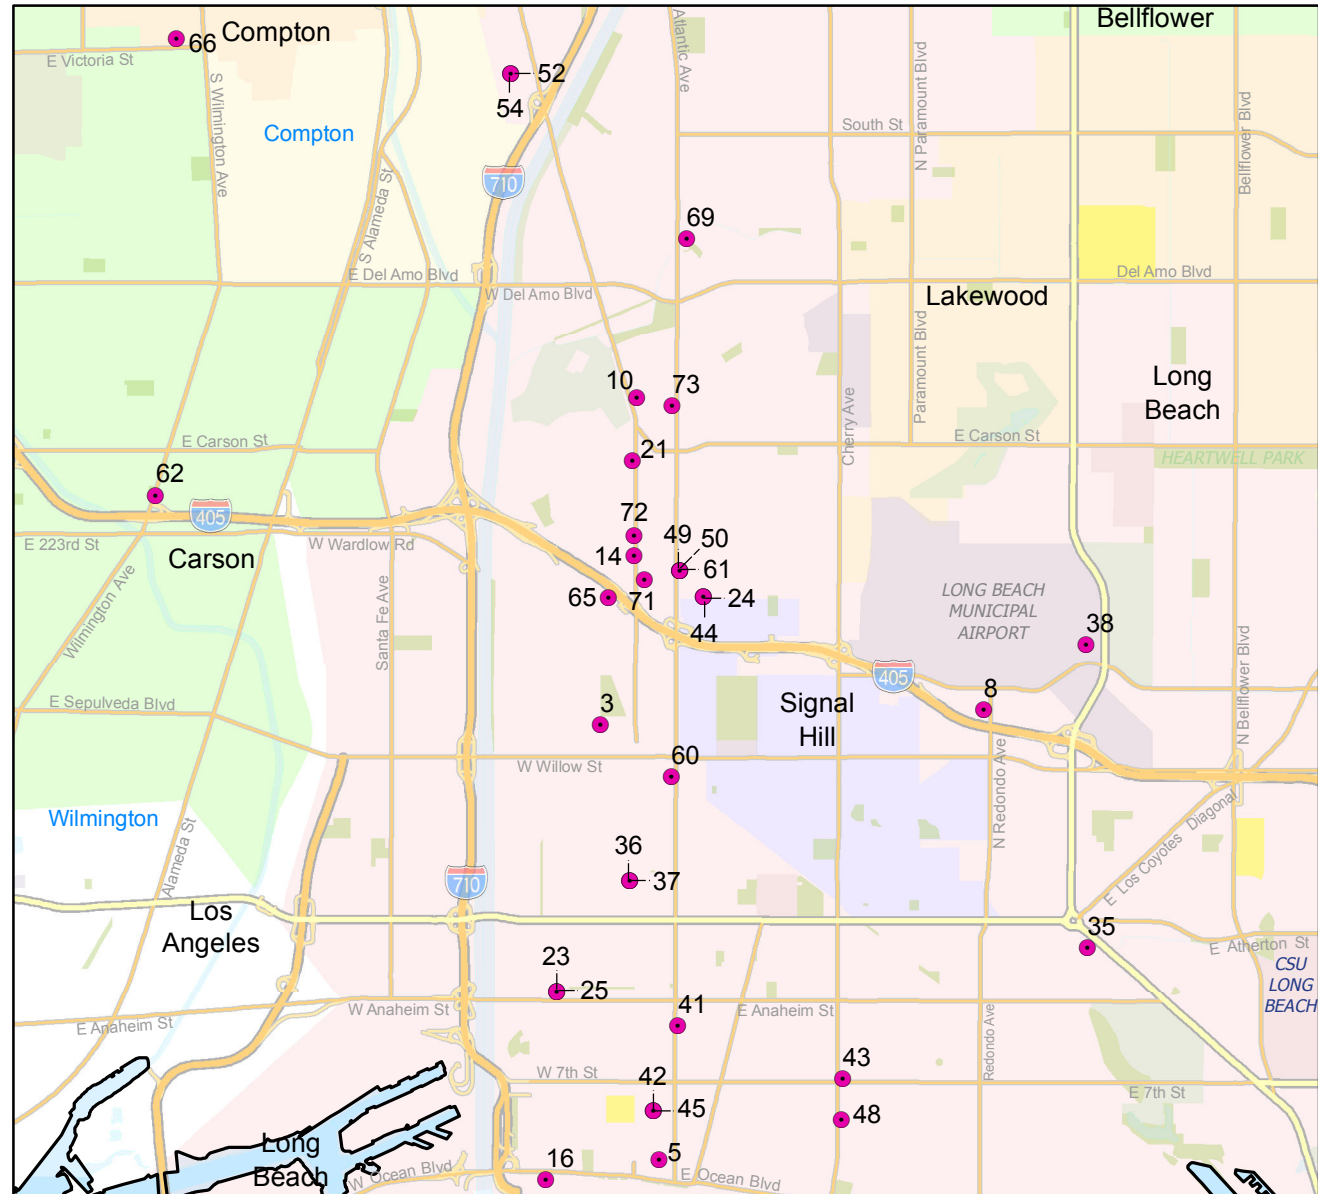 Bellflower
66 Compton
E Victoria St
52
54
S Wilmington Ave
Atlantic Ave
N Paramount Blvd
Bellflower Blvd
Compton
South St
710
S Alameda St
69
E Del Amo Blvd
W Del Amo Blvd
Del Amo Blvd
Lakewood
10
73
Paramount Blvd
Long
Beach
Cherry Ave
E Carson St
E Carson St
21
HEARTWELL PARK
62
405
72
49
50
E 223rd St
Carson
W Wardlow Rd
14
61
Wilmington Ave
Santa Fe Ave
65
71
24
44
LONG BEACH
MUNICIPAL
AIRPORT
38
405
N Bellflower Blvd
E Sepulveda Blvd
3
8
Signal
Hill
W Willow St
60
N Redondo Ave
Wilmington
Alameda St
E Los Coyotes Diagonal
36
37
710
Los
Angeles
35
E Atherton St
23
25
CSU
LONG
BEACH
E Anaheim St
W Anaheim St
41
E Anaheim St
Redondo Ave
W 7th St
43
E 7th St
42
45
48
Long
Beach
W Ocean Blvd
16
5
E Ocean Blvd